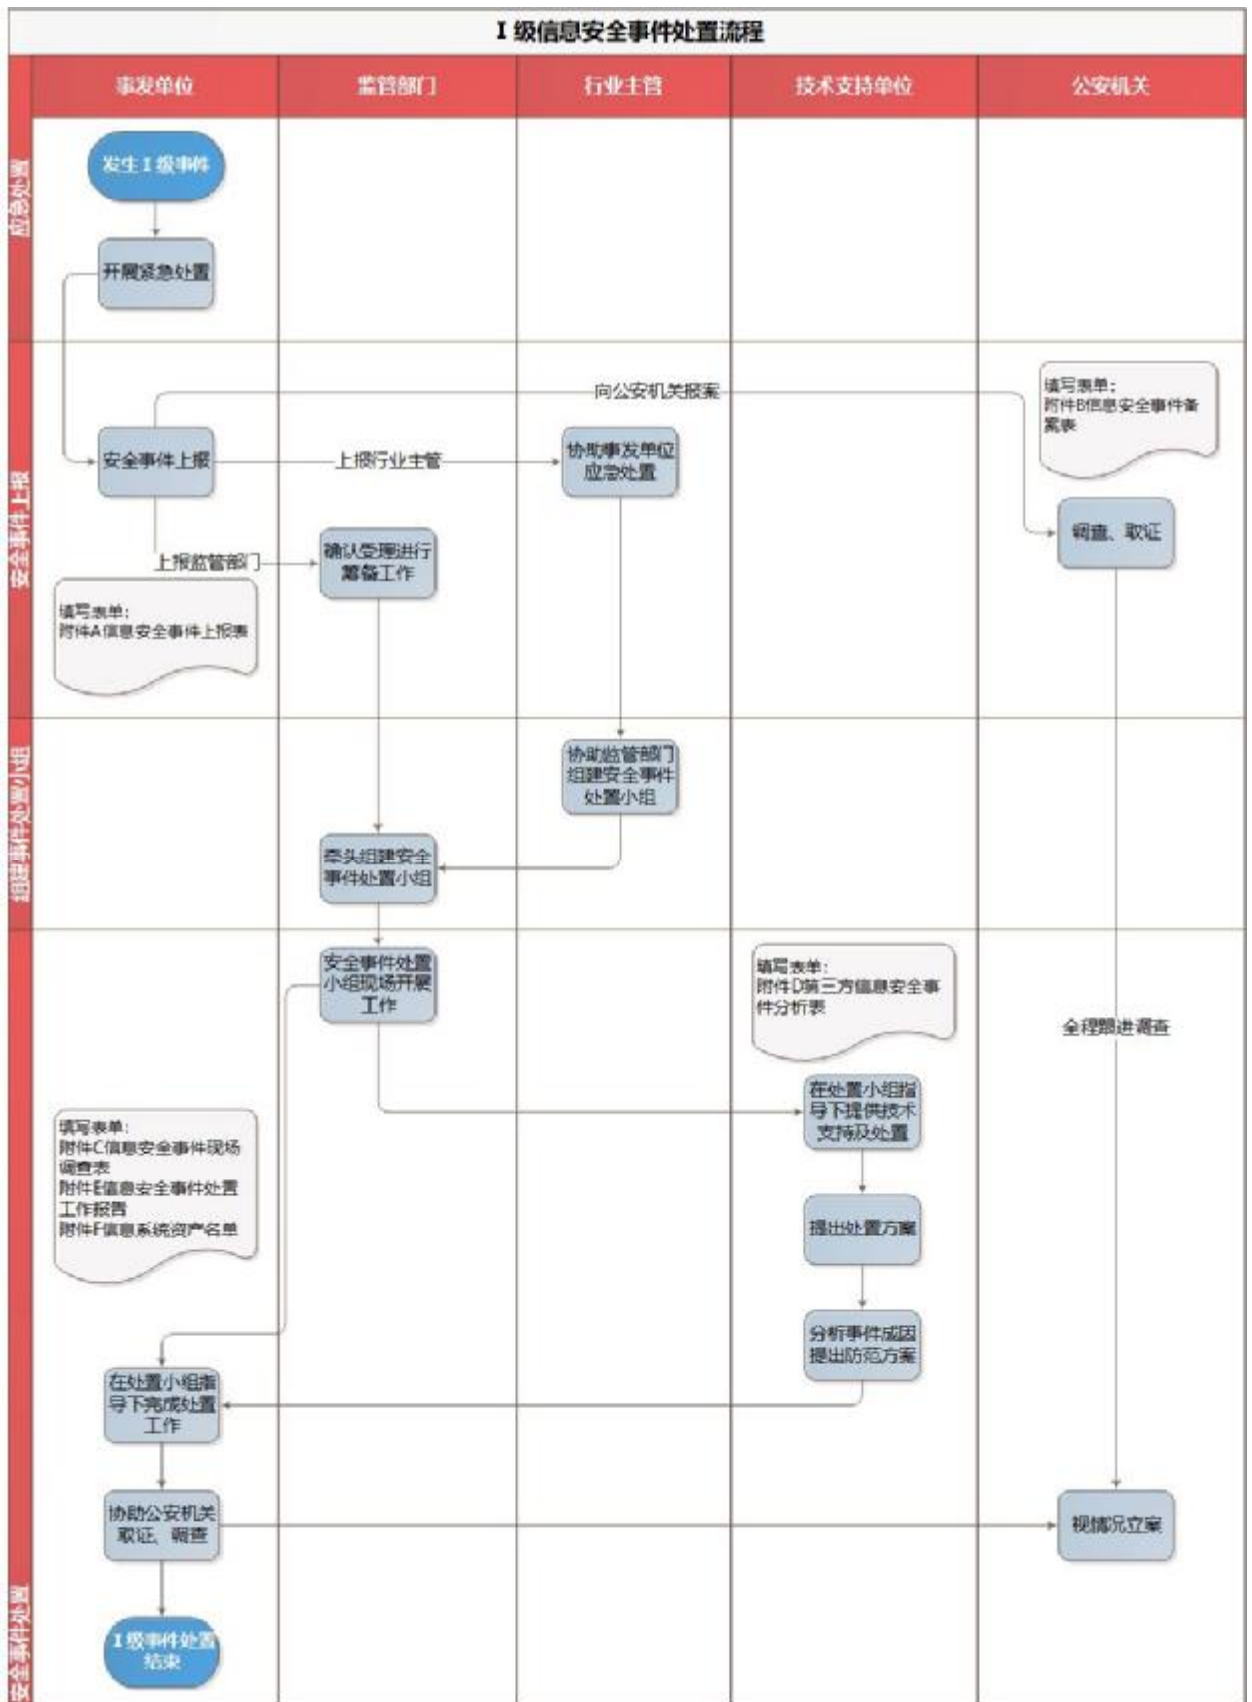 I 级信息安全事件处置流程
事发单位
监管部门
行业主管
技术支持单位
公安机关
应急处置
发生 I 级事件
开展紧急处置
安全事件上报
向公安机关报案
填写表单：
附件B信息安全事件备
案表
安全事件上报
上报行业主管
协助事发单位
应急处置
调查、取证
上报监管部门
确认受理进行
筹备工作
填写表单：
附件A信息安全事件上报表
组建事件处置小组
协助监管部门
组建安全事件
处置小组
牵头组建安全
事件处置小组
安全事件处置
安全事件处置
小组现场开展
工作
填写表单：
附件D第三方信息安全事
件分析表
全程跟进调查
在处置小组指
导下提供技术
支持及处置
填写表单：
附件C信息安全事件现场
调查表
附件E信息安全事件处置
工作报告
附件F信息系统资产名单
提出处置方案
分析事件成因
提出防范方案
在处置小组指
导下完成处置
工作
协助公安机关
取证、调查
视情况立案
I 级事件处置
结束